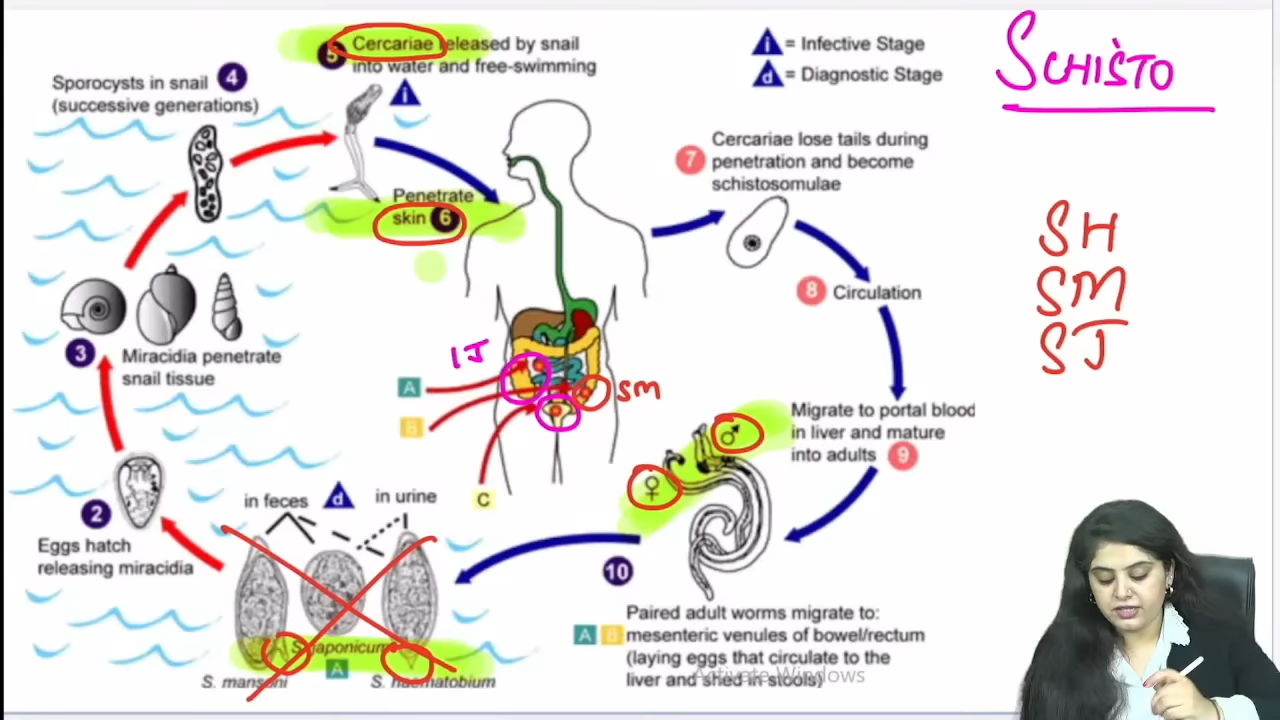 5 Cercariae released by snail
into water and free-swimming
i
i = Infective Stage
d = Diagnostic Stage
SCHISTO
Sporocysts in snail 4
(successive generations)
Cercariae lose tails during
7 penetration and become
schistosomulae
Penetrate
skin 6
SH
SM
SJ
8 Circulation
3 Miracidia penetrate
snail tissue
IJ
A
SM
B
C
Migrate to portal blood
in liver and mature
into adults 9
♂
♀
in feces d in urine
2
Eggs hatch
releasing miracidia
10
Paired adult worms migrate to:
A B mesenteric venules of bowel/rectum
(laying eggs that circulate to the
liver and shed in stools)
S. japonicum
A
S. mansoni
S. haematobium
Activate Windows